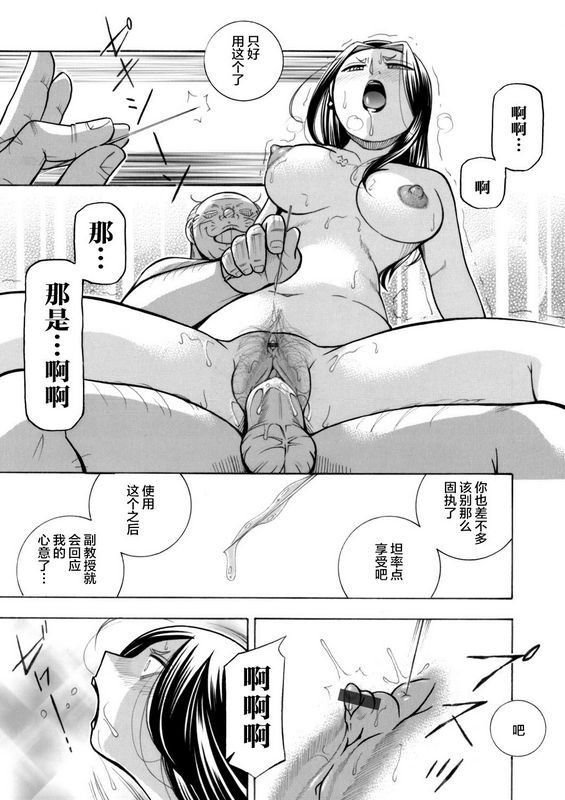 只好
用这个了
啊啊…
啊
那…
那是…啊啊
你也差不多
该别那么
固执了
坦率点
享受吧
使用
这个之后
副教授就
会回应
我的
心意了…
吧
啊啊啊